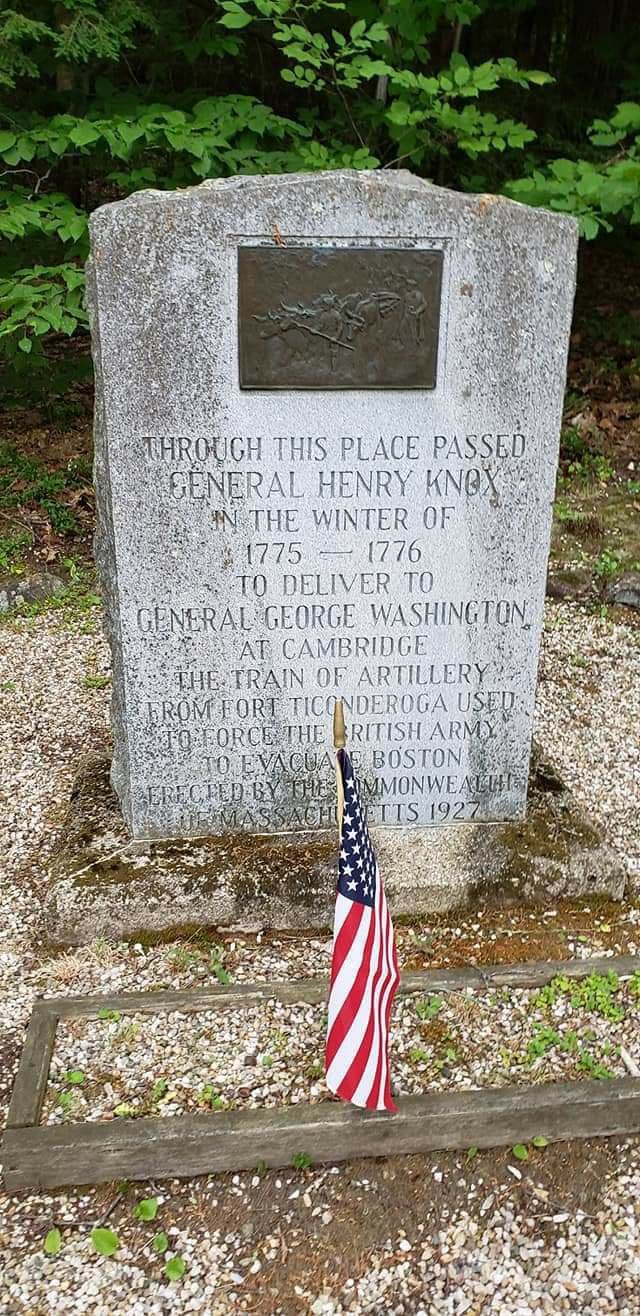 THROUGH THIS PLACE PASSED
GENERAL HENRY KNOX
IN THE WINTER OF
1775 — 1776
TO DELIVER TO
GENERAL GEORGE WASHINGTON
AT CAMBRIDGE
THE TRAIN OF ARTILLERY
FROM FORT TICONDEROGA USED
TO FORCE THE BRITISH ARMY
TO EVACUATE BOSTON
ERECTED BY THE COMMONWEALTH
OF MASSACHUSETTS 1927